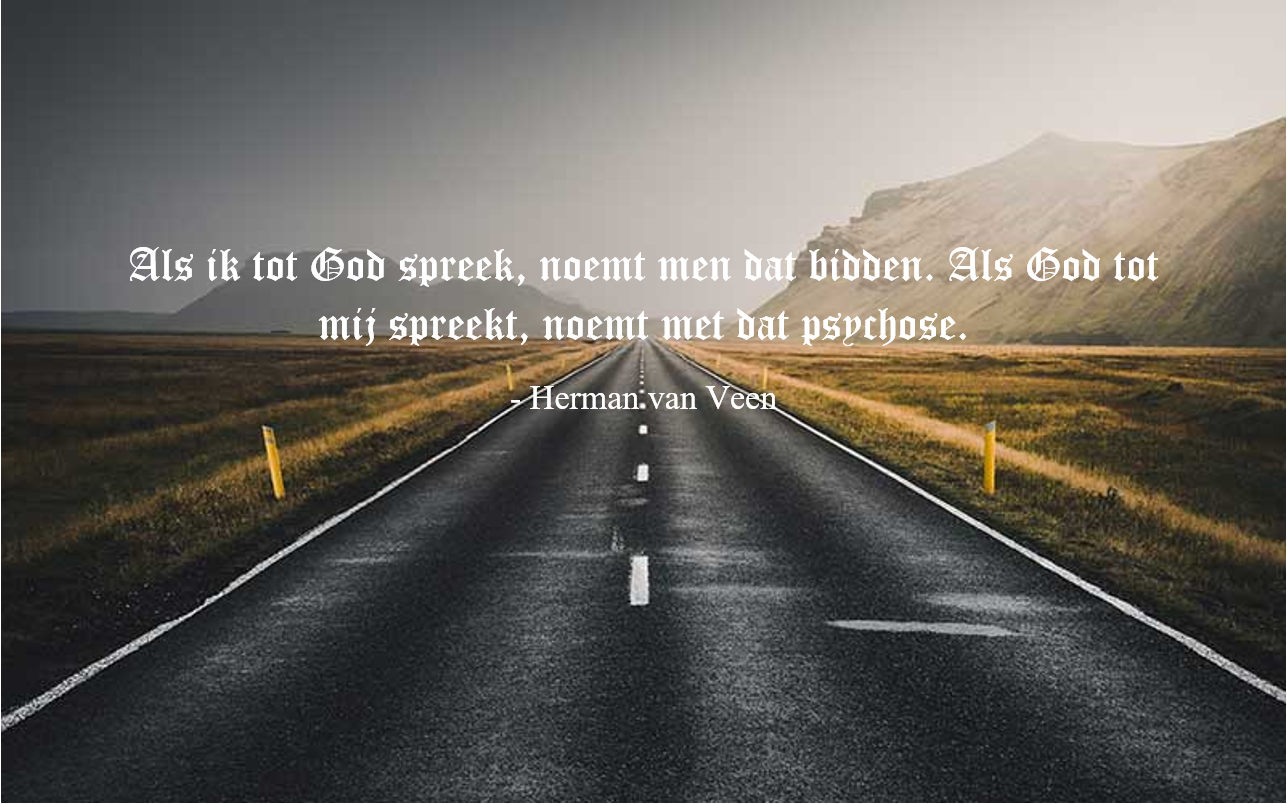 Als ik tot God spreek, noemt men dat bidden. Als God tot
mij spreekt, noemt met dat psychose.
- Herman van Veen